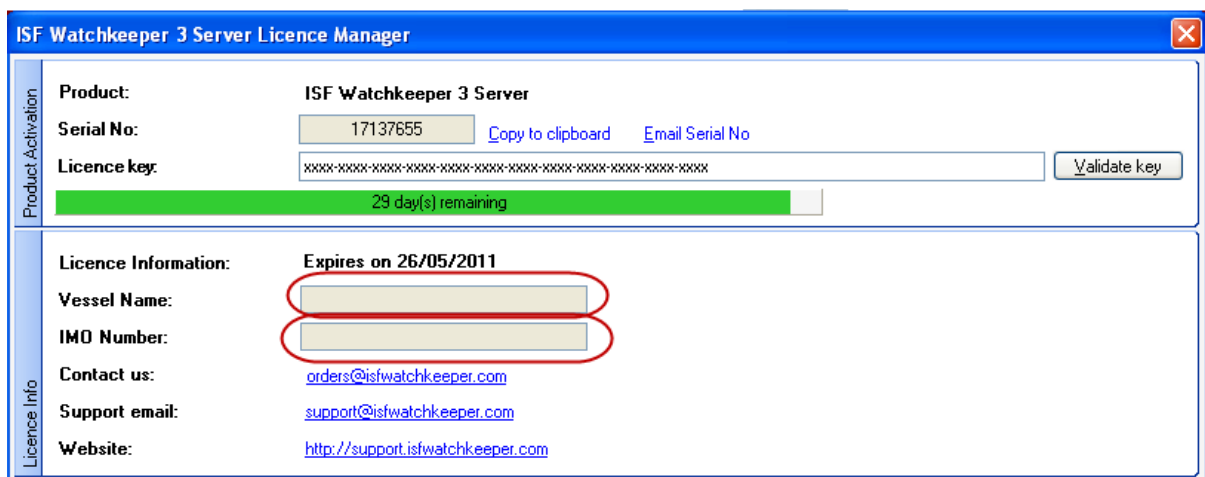 ISF Watchkeeper 3 Server Licence Manager
Product Activation
Product: ISF Watchkeeper 3 Server
Serial No: 17137655 Copy to clipboard Email Serial No
Licence key: xxxx-xxxx-xxxx-xxxx-xxxx-xxxx-xxxx-xxxx-xxxx-xxxx-xxxx-xxxx Validate key
29 day(s) remaining
Licence Info
Licence Information: Expires on 26/05/2011
Vessel Name:
IMO Number:
Contact us: orders@isfwatchkeeper.com
Support email: support@isfwatchkeeper.com
Website: http://support.isfwatchkeeper.com